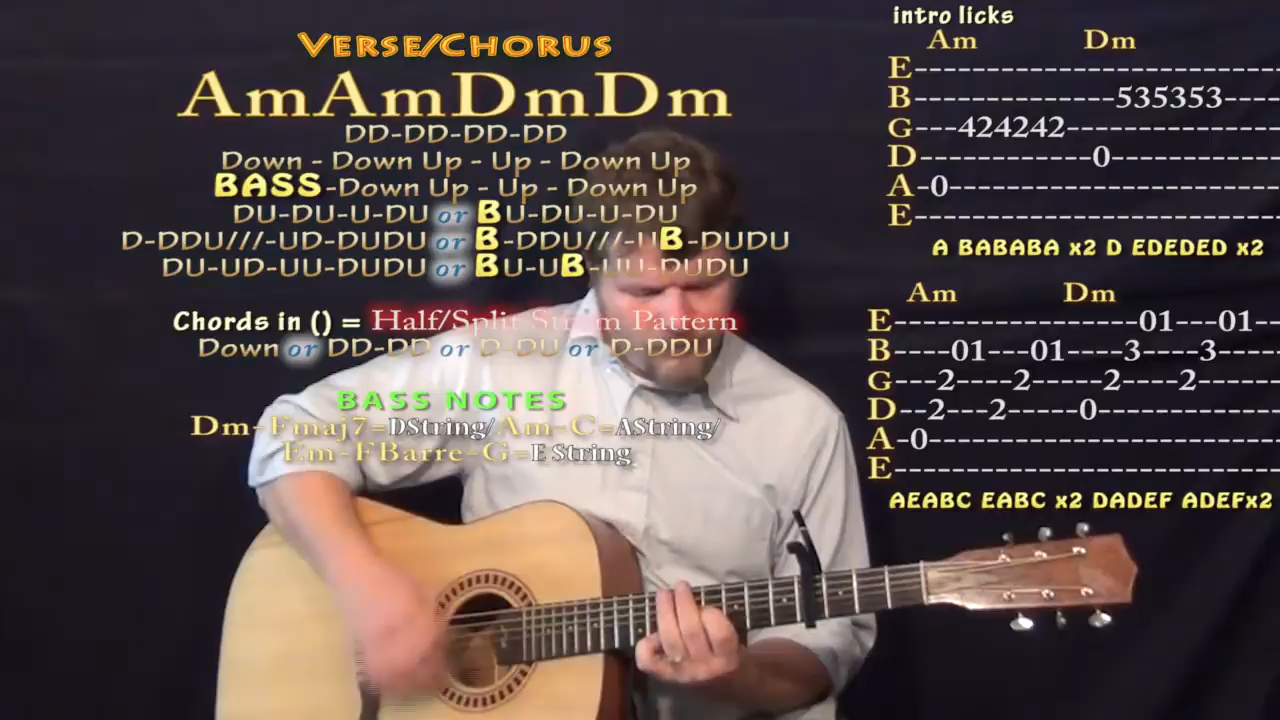 VERSE/CHORUS
AmAmDmDm
DD-DD-DD-DD
Down - Down Up - Up - Down Up
BASS-Down Up - Up - Down Up
DU-DU-U-DU or BU-DU-U-DU
D-DDU///-UD-DUDU or B-DDU///-UB-DUDU
DU-UD-UU-DUDU or BU-UB-UU-DUDU
Chords in () = Half/Split Strum Pattern
Down or DD-DD or D-DU or D-DDU
BASS NOTES
Dm-Fmaj7=DString/Am-C=AString/
Em-FBarre-G=E String
intro licks
Am Dm
E--------------------------
B--------------535353----
G---424242---------------
D------------0------------
A-0-----------------------
E--------------------------
A BABABA x2 D EDEDED x2
Am Dm
E-----------------01---01-
B----01---01----3---3---
G---2----2-----2----2----
D--2---2-----0-----------
A-0----------------------
E-------------------------
AEABC EABC x2 DADEF ADEFx2